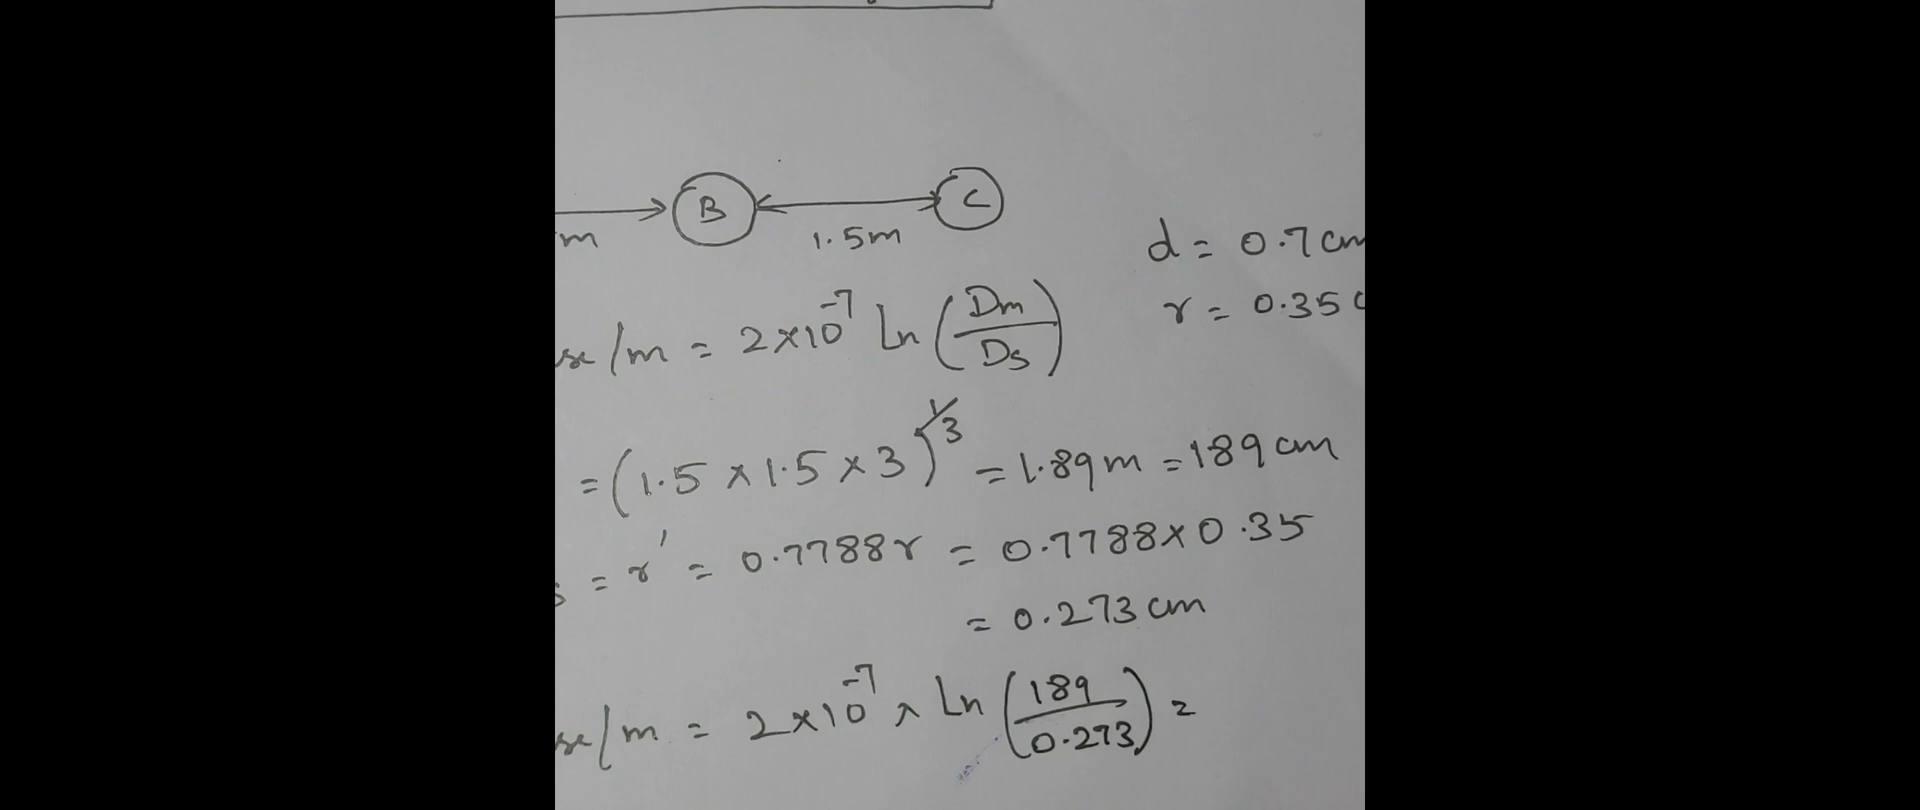 B
C
m
1.5m
d = 0.7 cm
r = 0.35
/m = 2×10⁻⁷ Ln (Dm/Ds)
= (1.5 × 1.5 × 3)^1/3 = 1.89m = 189 cm
= r' = 0.7788r = 0.7788×0.35
= 0.273 cm
/m = 2×10⁻⁷ × Ln (189/0.273) =